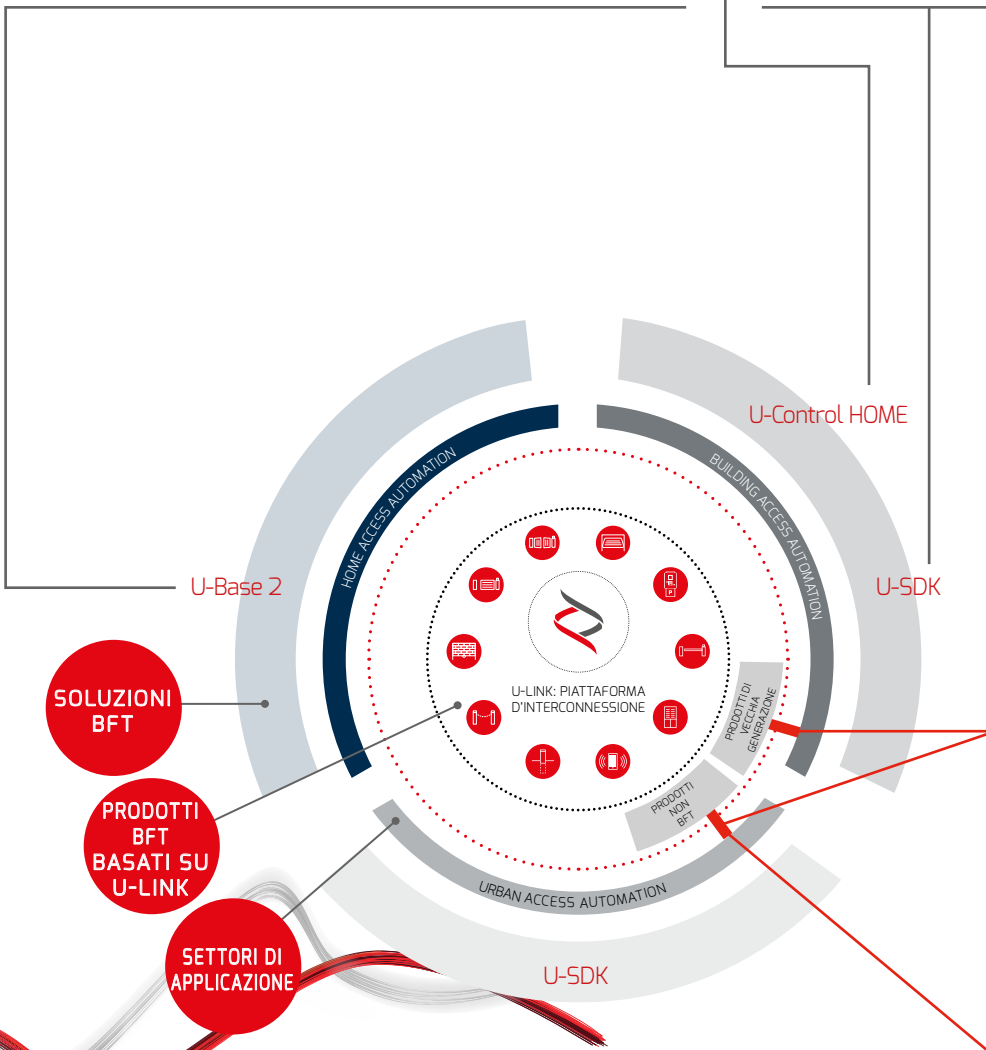 U-Control HOME
HOME ACCESS AUTOMATION
BUILDING ACCESS AUTOMATION
U-Base 2
U-SDK
SOLUZIONI
BFT
U-LINK: PIATTAFORMA
D'INTERCONNESSIONE
PRODOTTI DI
VECCHIA
GENERAZIONE
PRODOTTI
NON
BFT
PRODOTTI
BFT
BASATI SU
U-LINK
URBAN ACCESS AUTOMATION
SETTORI DI
APPLICAZIONE
U-SDK
P